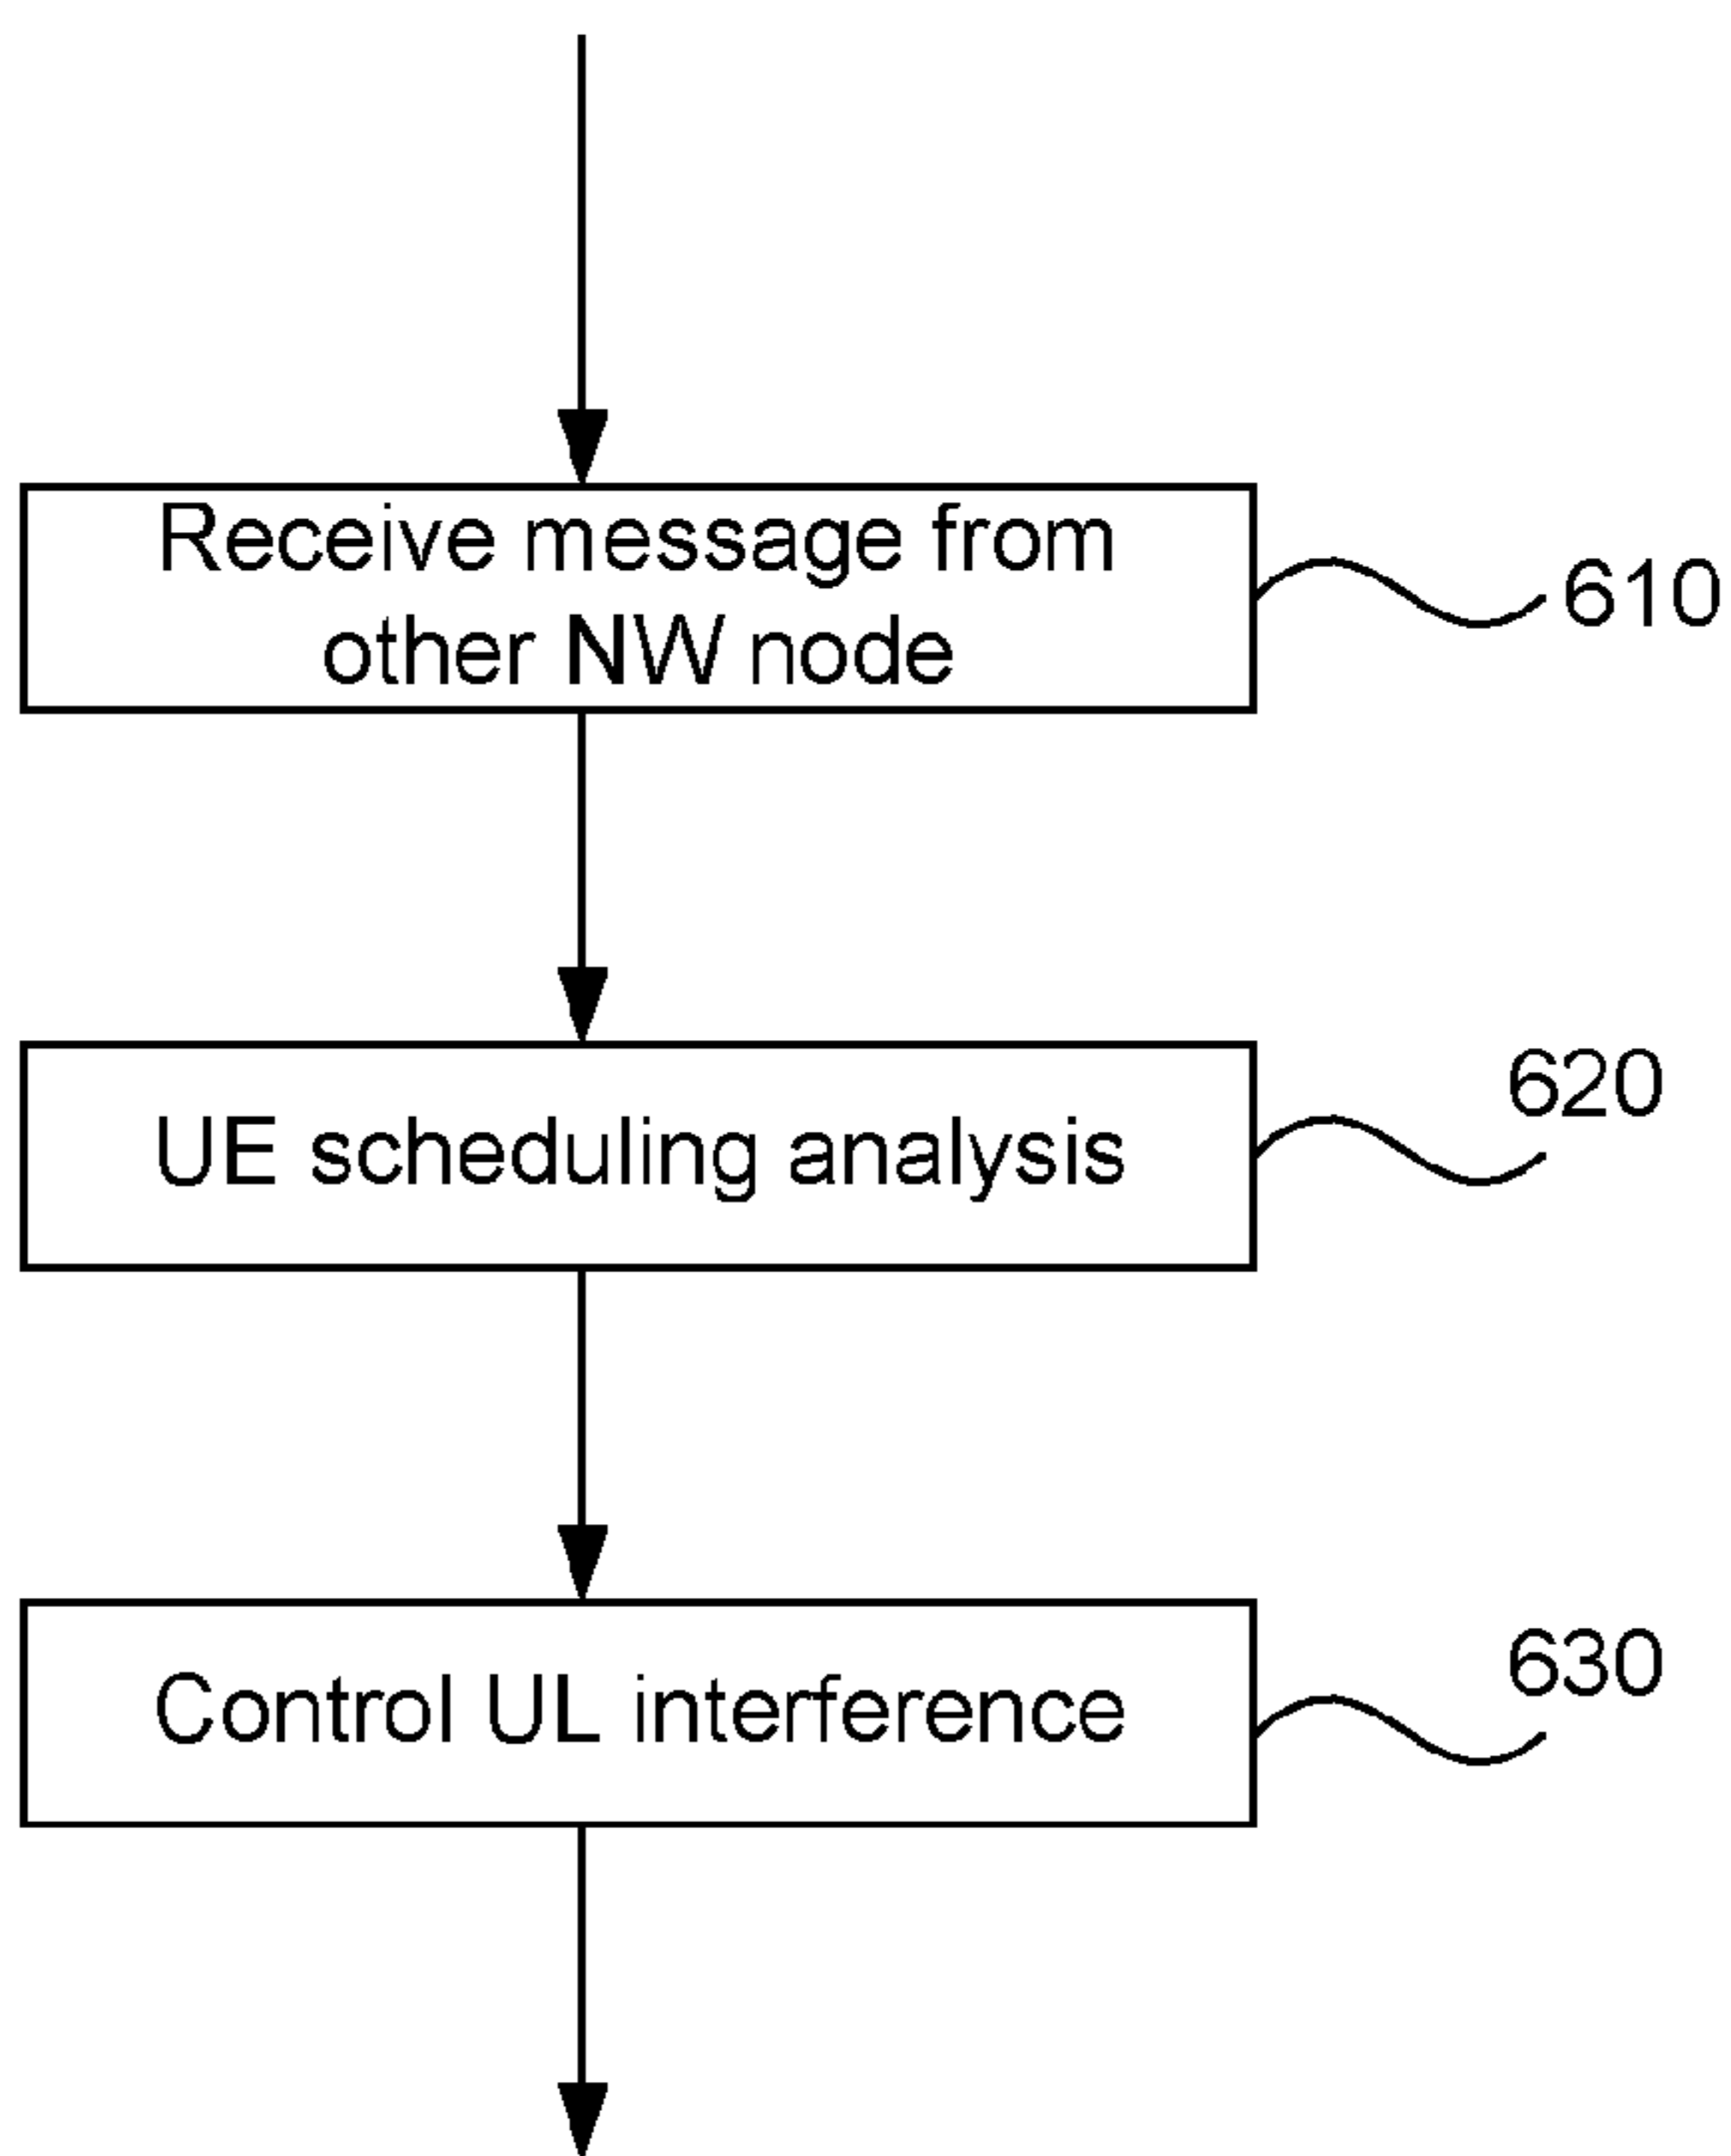 Receive message from
other NW node
610
UE scheduling analysis
620
Control UL interference
630